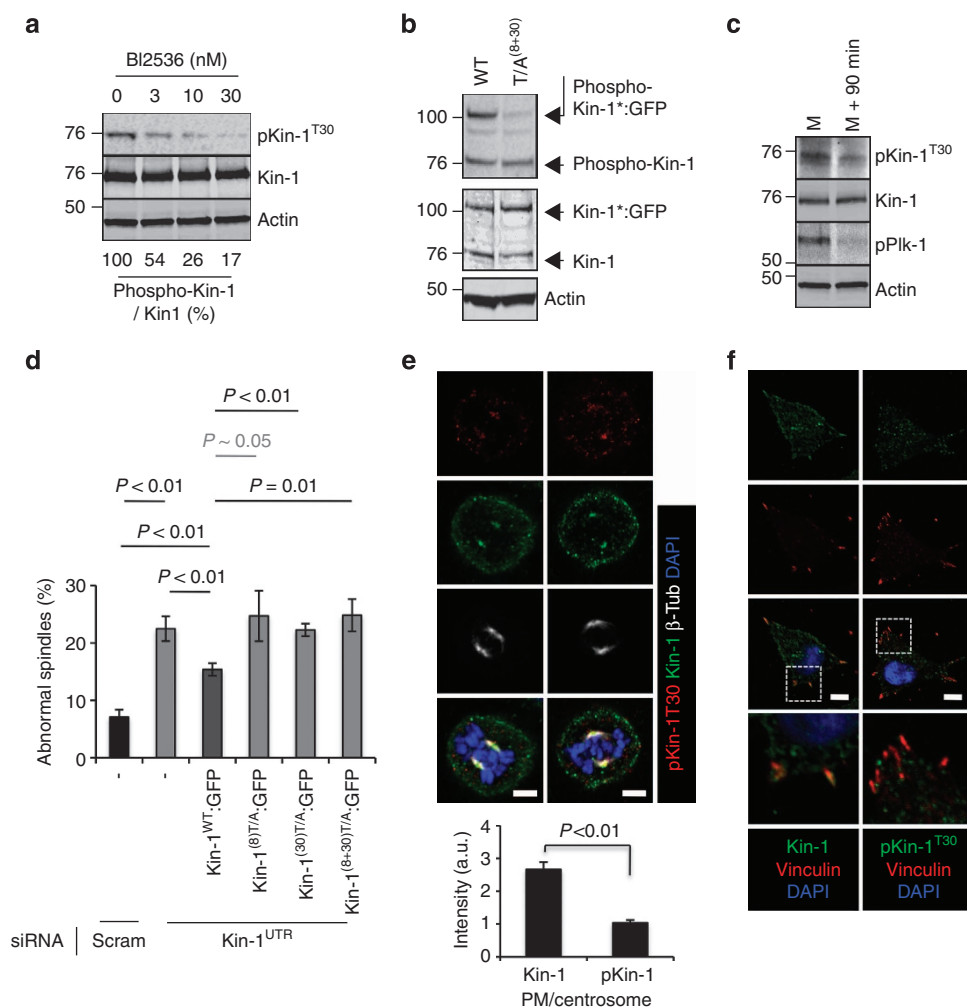 a
BI2536 (nM)
0 3 10 30
76
pKin-1T30
76
Kin-1
50
Actin
100 54 26 17
Phospho-Kin-1
/ Kin1 (%)
b
WT
T/A(8+30)
100
Phospho-
Kin-1*:GFP
76
Phospho-Kin-1
100
Kin-1*:GFP
76
Kin-1
50
Actin
c
M
M + 90 min
76
pKin-1T30
76
Kin-1
pPlk-1
50
50
Actin
d
P < 0.01
P ~ 0.05
P < 0.01
P = 0.01
P < 0.01
P < 0.01
Abnormal spindles (%)
30
20
10
0
-
-
Kin-1WT:GFP
Kin-1(8)T/A:GFP
Kin-1(30)T/A:GFP
Kin-1(8+30)T/A:GFP
siRNA
Scram
Kin-1UTR
e
pKin-1T30 Kin-1 β-Tub DAPI
Intensity (a.u.)
4
3
2
1
0
P<0.01
Kin-1 pKin-1
PM/centrosome
f
Kin-1
Vinculin
DAPI
pKin-1T30
Vinculin
DAPI